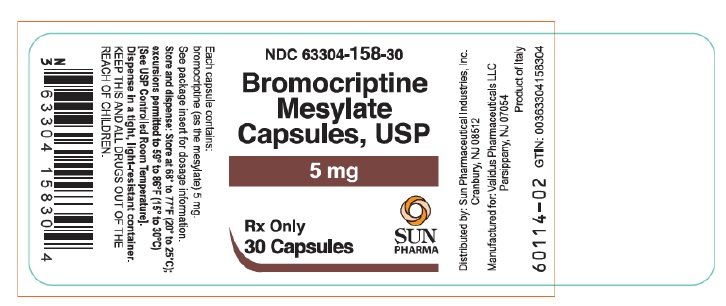 N
3
63304 15830
4
Each capsule contains:
bromocriptine (as the mesylate) 5 mg.
See package insert for dosage information.
Store and dispense: Store at 68° to 77°F (20° to 25°C);
excursions permitted to 59° to 86°F (15° to 30°C)
[See USP Controlled Room Temperature].
Dispense in a tight, light-resistant container.
KEEP THIS AND ALL DRUGS OUT OF THE
REACH OF CHILDREN.
NDC 63304-158-30
Bromocriptine
Mesylate
Capsules, USP
5 mg
Rx Only
30 Capsules
SUN
PHARMA
Distributed by: Sun Pharmaceutical Industries, Inc.
Cranbury, NJ 08512
Manufactured for: Validus Pharmaceuticals LLC
Parsippany, NJ 07054
Product of Italy
60114-02 GTIN: 00363304158304